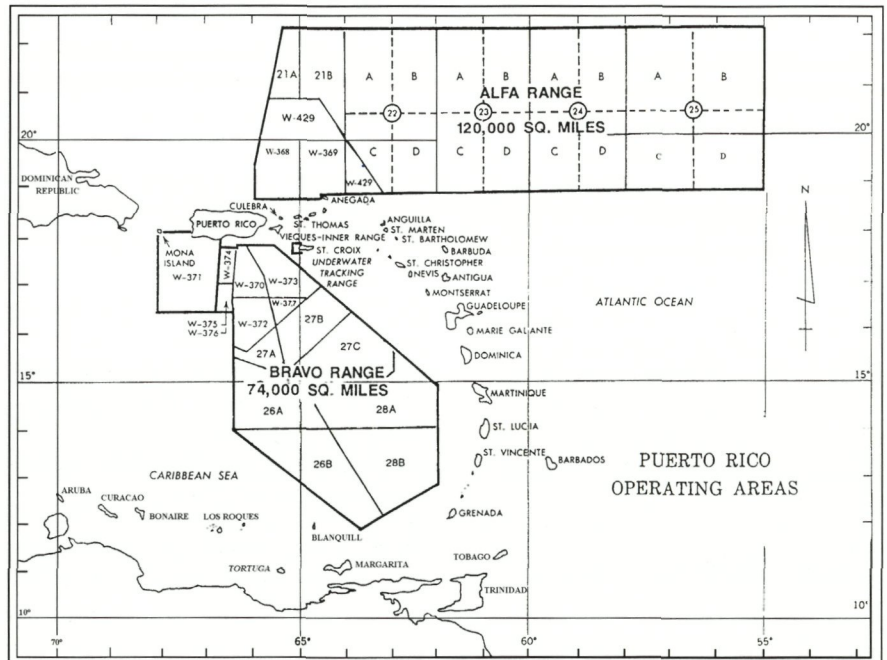 70°
65°
60°
55°
21A
21B
A
B
A
B
A
B
A
B
ALFA RANGE
22
23
24
25
120,000 SQ. MILES
20°
20°
W-429
W-368
W-369
C
D
C
D
C
D
C
D
W-429
DOMINICAN
REPUBLIC
CULEBRA
ANEGADA
PUERTO RICO
ST. THOMAS
ANGUILLA
ST. MARTEN
VIEQUES-INNER RANGE
ST. BARTHOLOMEW
N
MONA
ISLAND
ST. CROIX
BARBUDA
UNDERWATER
TRACKING
RANGE
ST. CHRISTOPHER
NEVIS
ANTIGUA
W-371
W-374
W-370
W-373
MONTSERRAT
W-377
GUADELOUPE
ATLANTIC OCEAN
W-375
W-376
W-372
27B
MARIE GALANTE
27A
27C
DOMINICA
BRAVO RANGE
74,000 SQ. MILES
15°
15°
26A
28A
MARTINIQUE
ST. LUCIA
26B
28B
ST. VINCENTE
BARBADOS
PUERTO RICO
OPERATING AREAS
CARIBBEAN SEA
ARUBA
CURACAO
BONAIRE
LOS ROQUES
GRENADA
BLANQUILL
TORTUGA
MARGARITA
TOBAGO
TRINIDAD
10°
10'
70°
65°
60°
55°